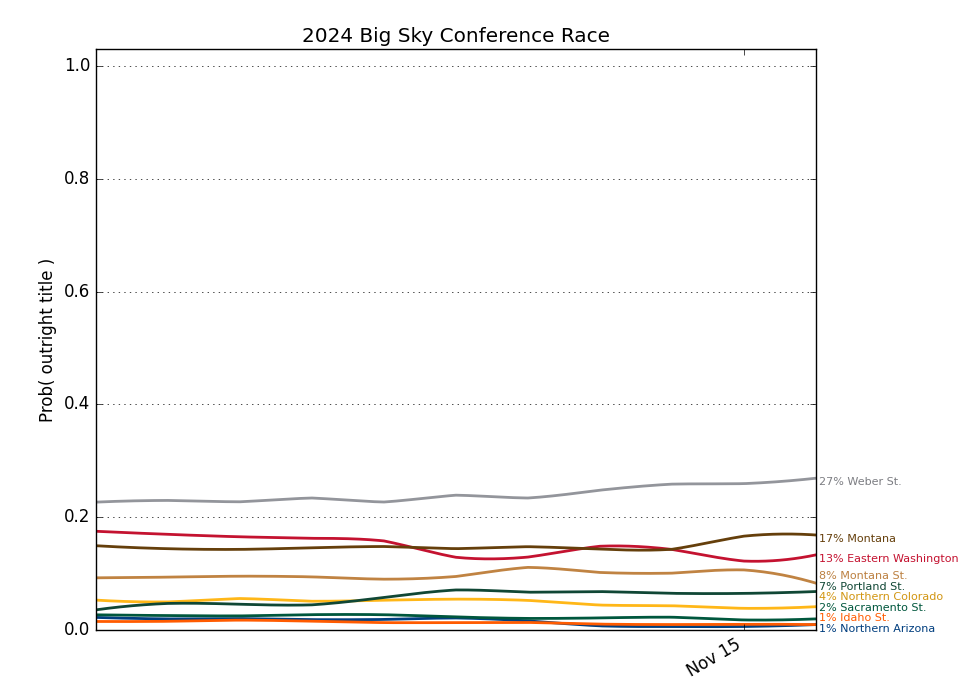 2024 Big Sky Conference Race
Prob( outright title )
1.0
0.8
0.6
0.4
0.2
0.0
27% Weber St.
17% Montana
13% Eastern Washington
8% Montana St.
7% Portland St.
4% Northern Colorado
2% Sacramento St.
1% Idaho St.
1% Northern Arizona
Nov 15